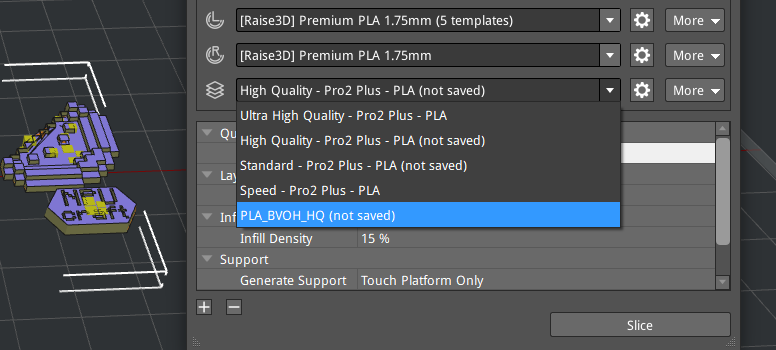 [Raise3D] Premium PLA 1.75mm (5 templates)
More
[Raise3D] Premium PLA 1.75mm
More
High Quality - Pro2 Plus - PLA (not saved)
More
Ultra High Quality - Pro2 Plus - PLA
Qu
High Quality - Pro2 Plus - PLA (not saved)
Standard - Pro2 Plus - PLA (not saved)
Lay
Speed - Pro2 Plus - PLA
Inf
PLA_BVOH_HQ (not saved)
Infill Density 15 %
Support
Generate Support Touch Platform Only
Slice
craft